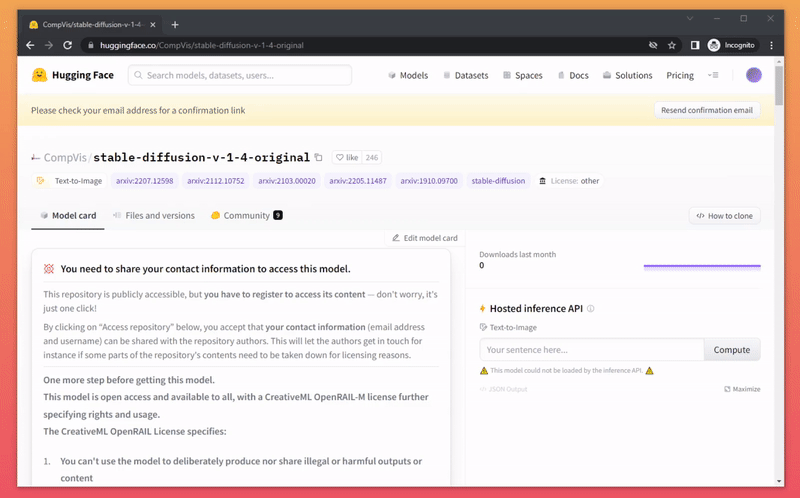 CompVis/stable-diffusion-v-1-4-
huggingface.co/CompVis/stable-diffusion-v-1-4-original
Incognito
Hugging Face
Search models, datasets, users...
Models
Datasets
Spaces
Docs
Solutions
Pricing
Please check your email address for a confirmation link
Resend confirmation email
CompVis/stable-diffusion-v-1-4-original
like 246
Text-to-Image
arxiv:2207.12598
arxiv:2112.10752
arxiv:2103.00020
arxiv:2205.11487
arxiv:1910.09700
stable-diffusion
License: other
Model card
Files and versions
Community 9
How to clone
Edit model card
You need to share your contact information to access this model.
This repository is publicly accessible, but you have to register to access its content — don't worry, it's
just one click!
By clicking on “Access repository” below, you accept that your contact information (email address
and username) can be shared with the repository authors. This will let the authors get in touch for
instance if some parts of the repository's contents need to be taken down for licensing reasons.
One more step before getting this model.
This model is open access and available to all, with a CreativeML OpenRAIL-M license further
specifying rights and usage.
The CreativeML OpenRAIL License specifies:
1. You can't use the model to deliberately produce nor share illegal or harmful outputs or
content
Downloads last month
0
Hosted inference API
Text-to-Image
Your sentence here...
Compute
This model could not be loaded by the inference API.
JSON Output
Maximize